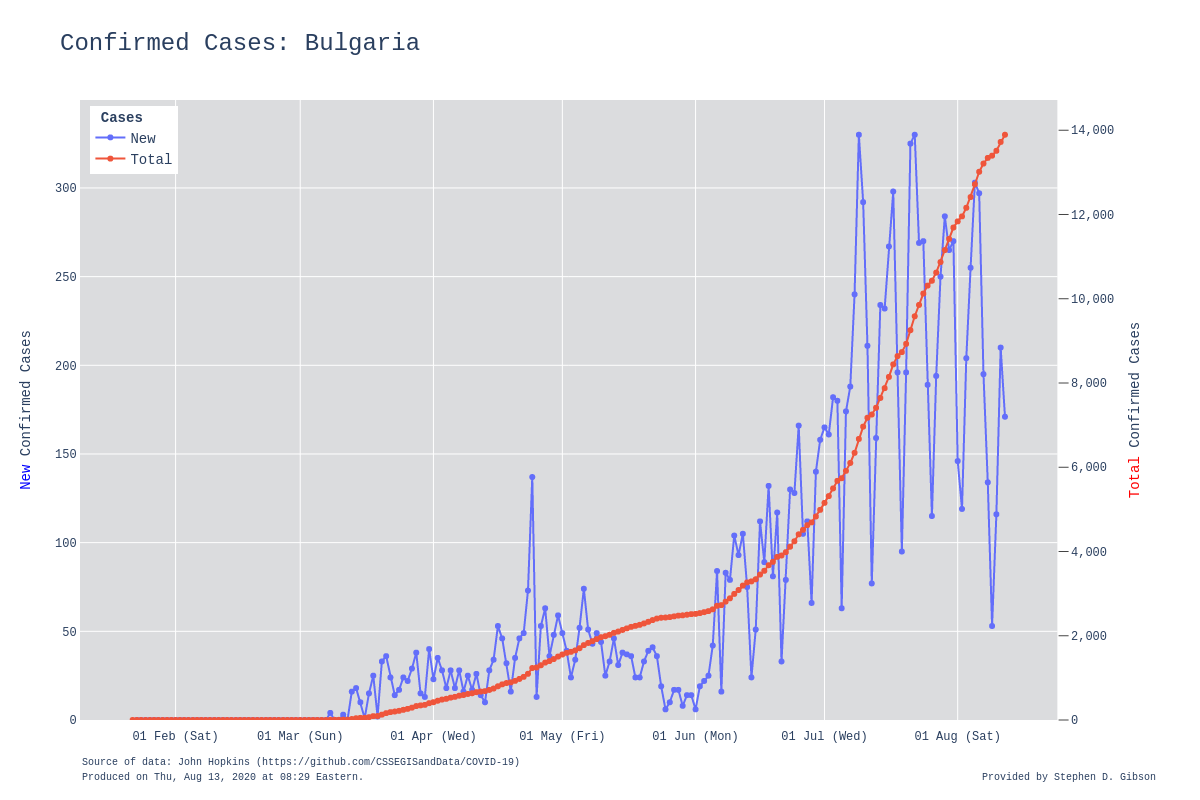 Confirmed Cases: Bulgaria
Cases
New
Total
300
250
200
150
100
50
0
14,000
12,000
10,000
8,000
6,000
4,000
2,000
0
New Confirmed Cases
Total Confirmed Cases
01 Feb (Sat)
01 Mar (Sun)
01 Apr (Wed)
01 May (Fri)
01 Jun (Mon)
01 Jul (Wed)
01 Aug (Sat)
Source of data: John Hopkins (https://github.com/CSSEGISandData/COVID-19)
Produced on Thu, Aug 13, 2020 at 08:29 Eastern.
Provided by Stephen D. Gibson